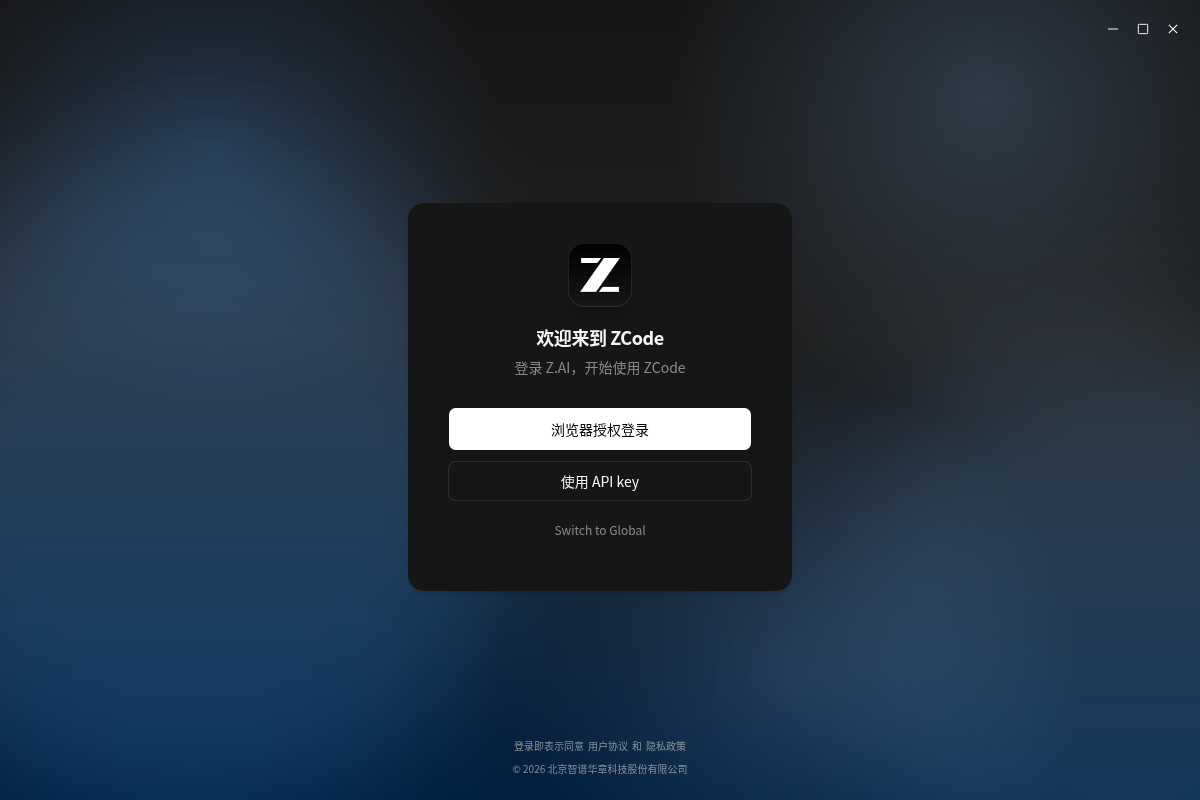 欢迎来到 ZCode
登录 Z.AI，开始使用 ZCode
浏览器授权登录
使用 API key
Switch to Global
登录即表示同意 用户协议 和 隐私政策
© 2026 北京智谱华章科技股份有限公司